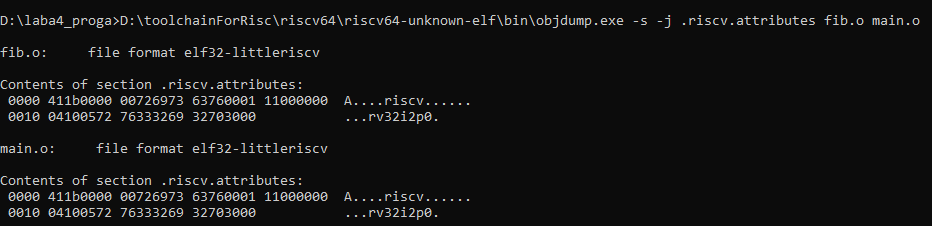 D:\laba4_proga>D:\toolchainForRisc\riscv64\riscv64-unknown-elf\bin\objdump.exe -s -j .riscv.attributes fib.o main.o
fib.o:     file format elf32-littleriscv
Contents of section .riscv.attributes:
 0000 411b0000 00726973 63760001 11000000  A....riscv......
 0010 04100572 76333269 32703000           ...rv32i2p0.
main.o:     file format elf32-littleriscv
Contents of section .riscv.attributes:
 0000 411b0000 00726973 63760001 11000000  A....riscv......
 0010 04100572 76333269 32703000           ...rv32i2p0.